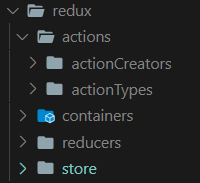 redux
actions
actionCreators
actionTypes
containers
reducers
store